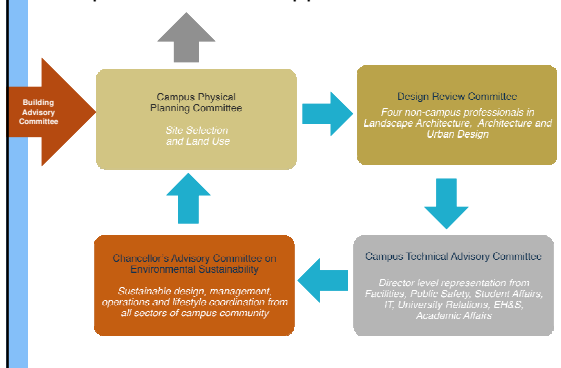 Building
Advisory
Committee
Campus Physical
Planning Committee
Site Selection
and Land Use
Design Review Committee
Four non-campus professionals in
Landscape Architecture, Architecture and
Urban Design
Chancellor's Advisory Committee on
Environmental Sustainability
Sustainable design, management,
operations and lifestyle coordination from
all sectors of campus community
Campus Technical Advisory Committee
Director level representation from
Facilities, Public Safety, Student Affairs,
IT, University Relations, EH&S,
Academic Affairs